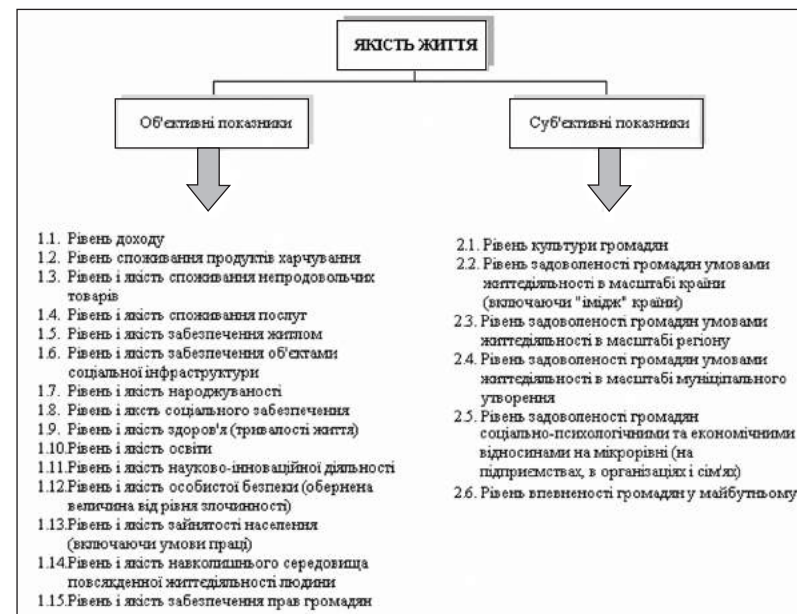 ЯКІСТЬ ЖИТТЯ
Об'єктивні показники
1.1. Рівень доходу
1.2. Рівень споживання продуктів харчування
1.3. Рівень і якість споживання непродовольчих
товарів
1.4. Рівень і якість споживання послуг
1.5. Рівень і якість забезпечення житлом
1.6. Рівень і якість забезпечення об'єктами
соціальної інфраструктури
1.7. Рівень і якість народжуваності
1.8. Рівень і яксть соціального забезпечення
1.9. Рівень і якість здоров'я (тривалості життя)
1.10.Рівень і якість освіти
1.11.Рівень і якість науково-інноваційної діяльності
1.12.Рівень і якість особистої безпеки (обернена
величина від рівня злочинності)
1.13.Рівень і якість зайнятості населення
(включаючи умови праці)
1.14.Рівень і якість навколишнього середовища
повсякденної життєдіяльності людини
1.15.Рівень і якість забезпечення прав громадян
Суб'єктивні показники
2.1. Рівень культури громадян
2.2. Рівень задоволеності громадян умовами
життєдіяльності в масштабі країни
(включаючи "імідж" країни)
2.3. Рівень задоволеності громадян умовами
життєдіяльності в масштабі регіону
2.4. Рівень задоволеності громадян умовами
життєдіяльності в масштабі муніціпального
утворення
2.5. Рівень задоволеності громадян
соціально-психологічними та економічними
відносинами на мікрорівні (на
підприємствах, в організаціях і сім'ях)
2.6. Рівень впевненості громадян у майбутньому